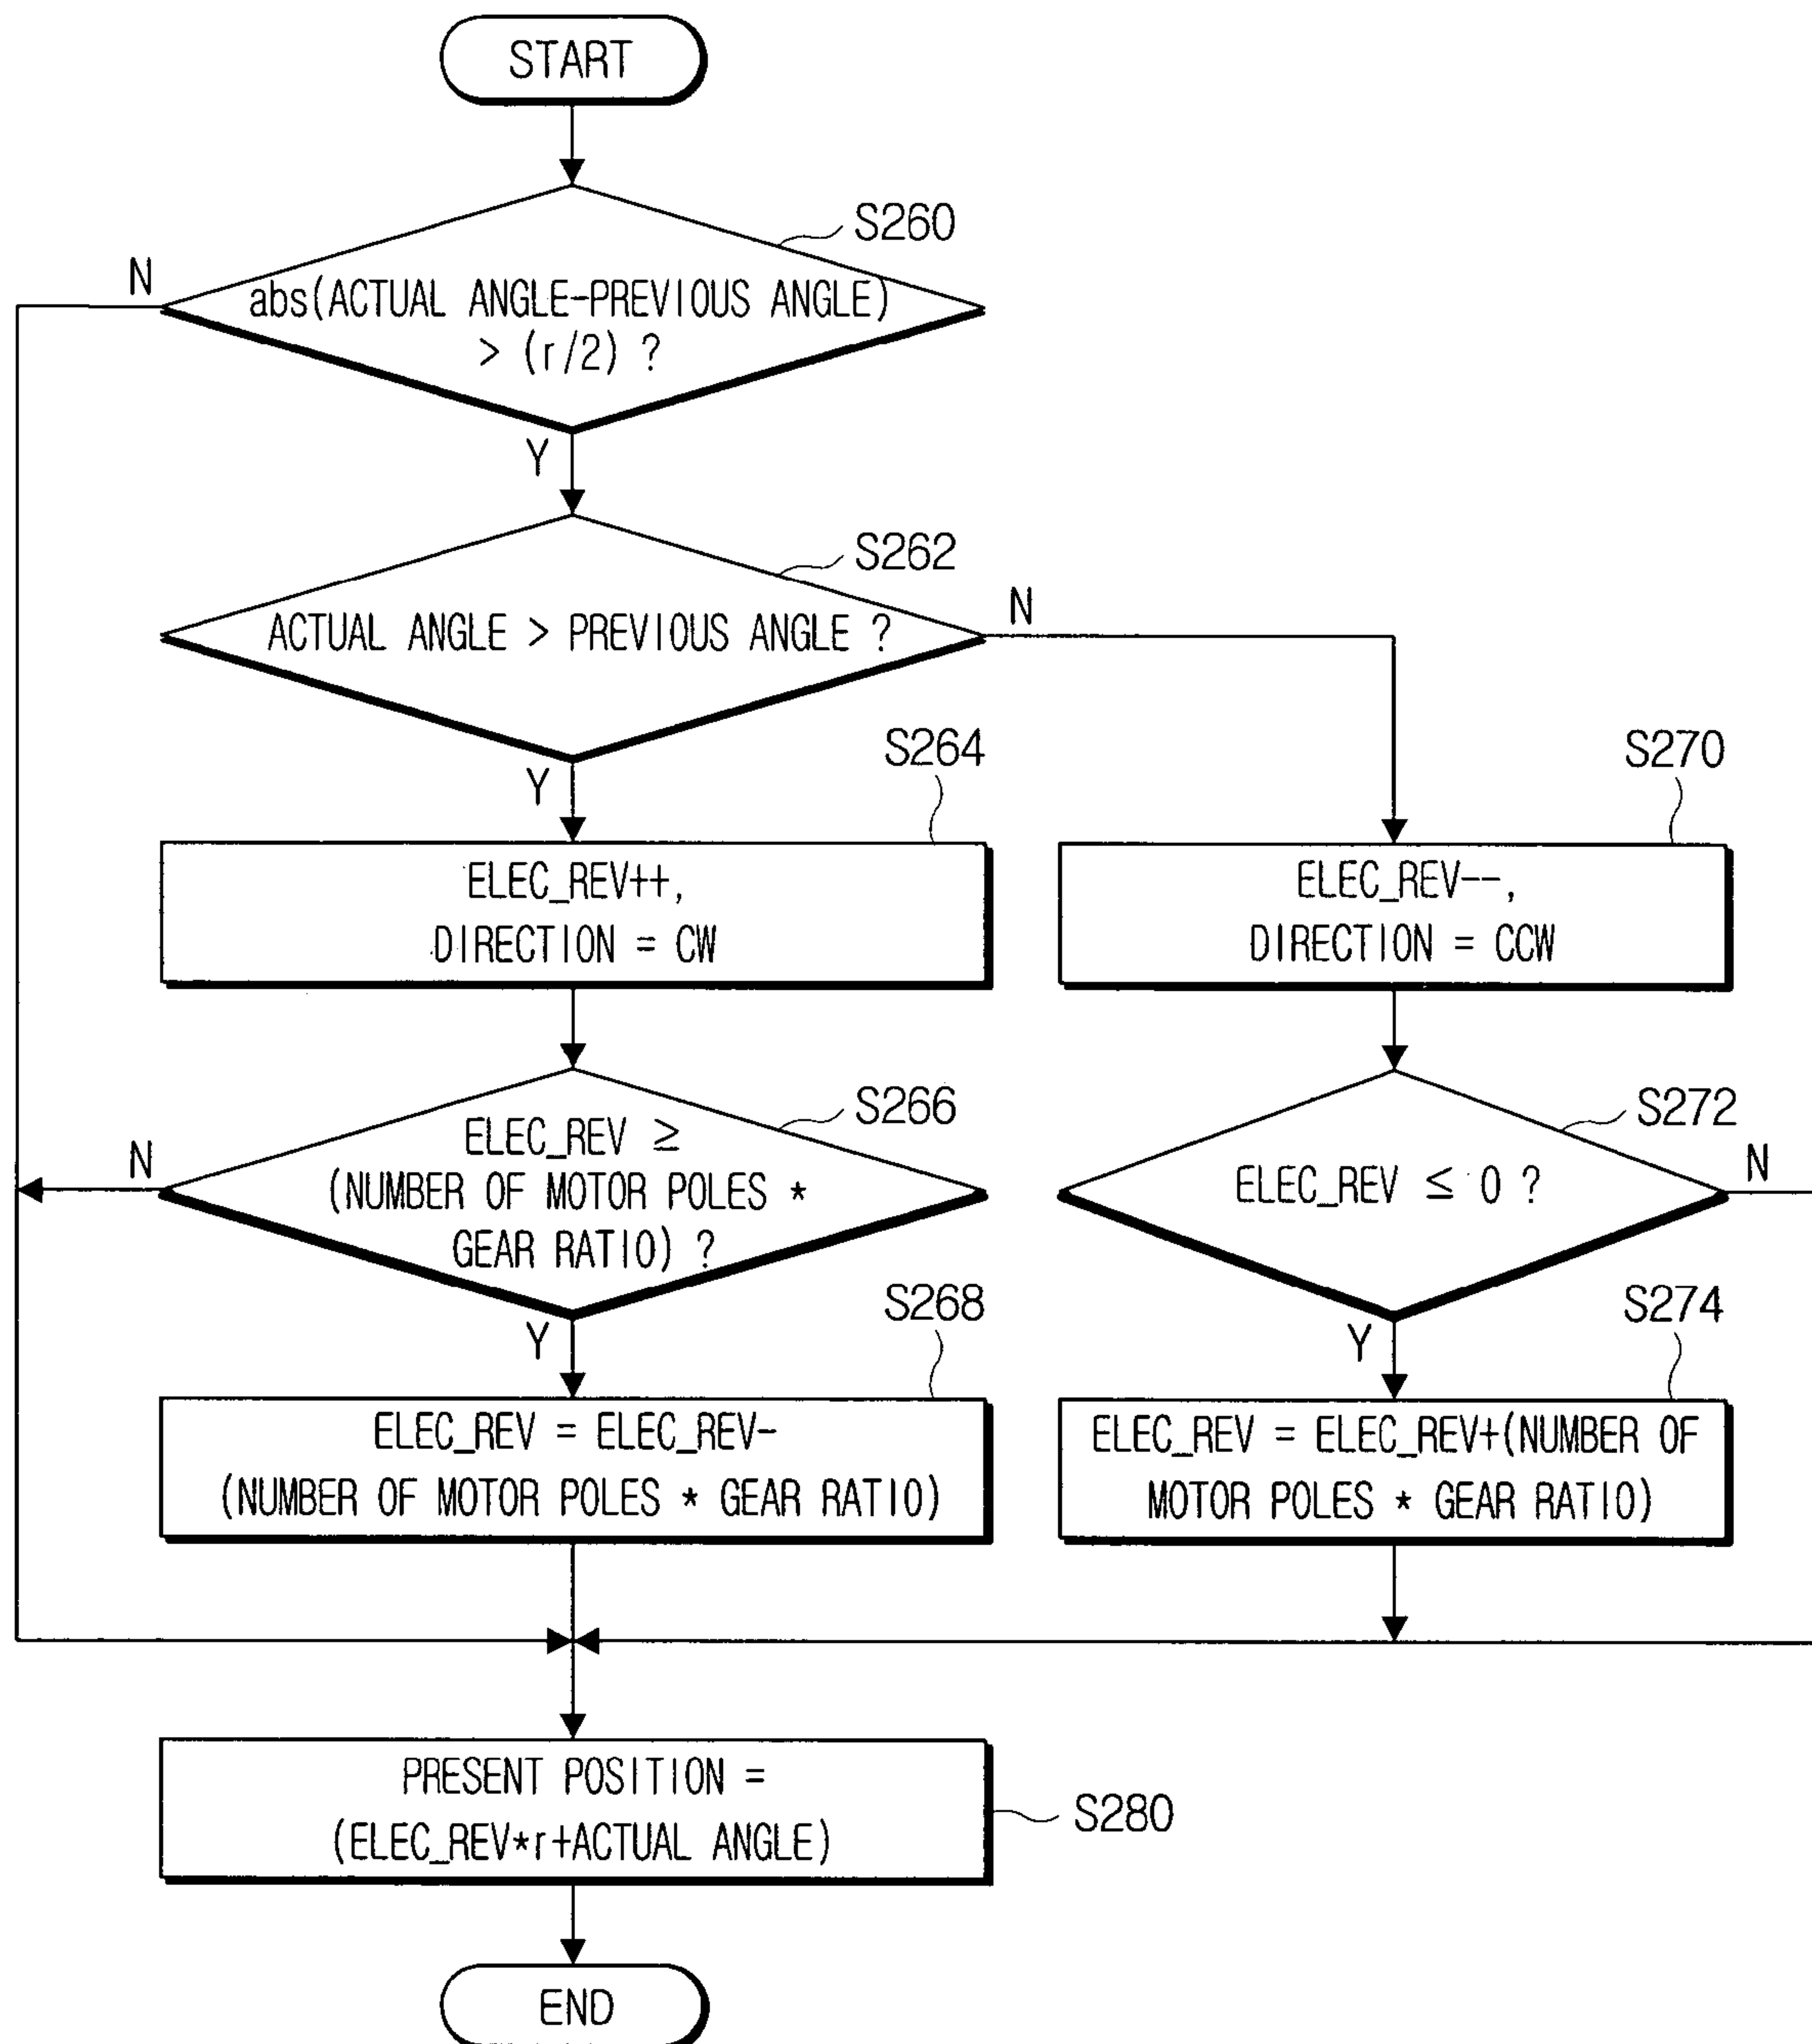 START
S260
N
abs(ACTUAL ANGLE-PREVIOUS ANGLE)
> (r/2) ?
Y
S262
ACTUAL ANGLE > PREVIOUS ANGLE ?
N
Y
S264
ELEC_REV++,
DIRECTION = CW
S270
ELEC_REV--,
DIRECTION = CCW
S266
N
ELEC_REV ≥
(NUMBER OF MOTOR POLES *
GEAR RATIO) ?
Y
S272
ELEC_REV ≤ 0 ?
N
Y
S268
ELEC_REV = ELEC_REV-
(NUMBER OF MOTOR POLES * GEAR RATIO)
S274
ELEC_REV = ELEC_REV+(NUMBER OF
MOTOR POLES * GEAR RATIO)
PRESENT POSITION =
(ELEC_REV*r+ACTUAL ANGLE)
S280
END